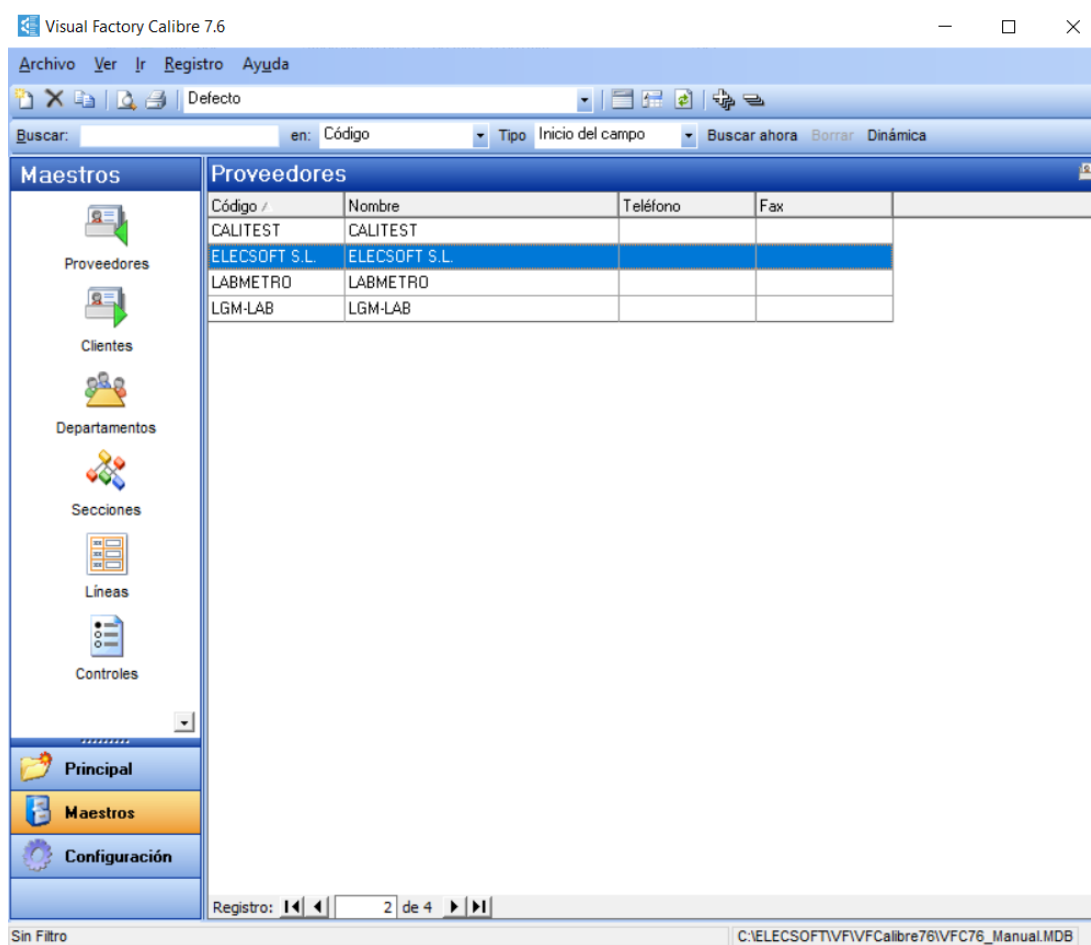 Visual Factory Calibre 7.6
Archivo Ver Ir Registro Ayuda
Defecto
Buscar: en: Código Tipo Inicio del campo Buscar ahora Borrar Dinámica
Maestros
Proveedores
Clientes
Departamentos
Secciones
Líneas
Controles
Principal
Maestros
Configuración
Proveedores
Código Nombre Teléfono Fax
CALITEST CALITEST
ELECSOFT S.L. ELECSOFT S.L.
LABMETRO LABMETRO
LGM-LAB LGM-LAB
Registro: 2 de 4
Sin Filtro C:\ELECSOFT\VF\VFCalibre76\VFC76_Manual.MDB